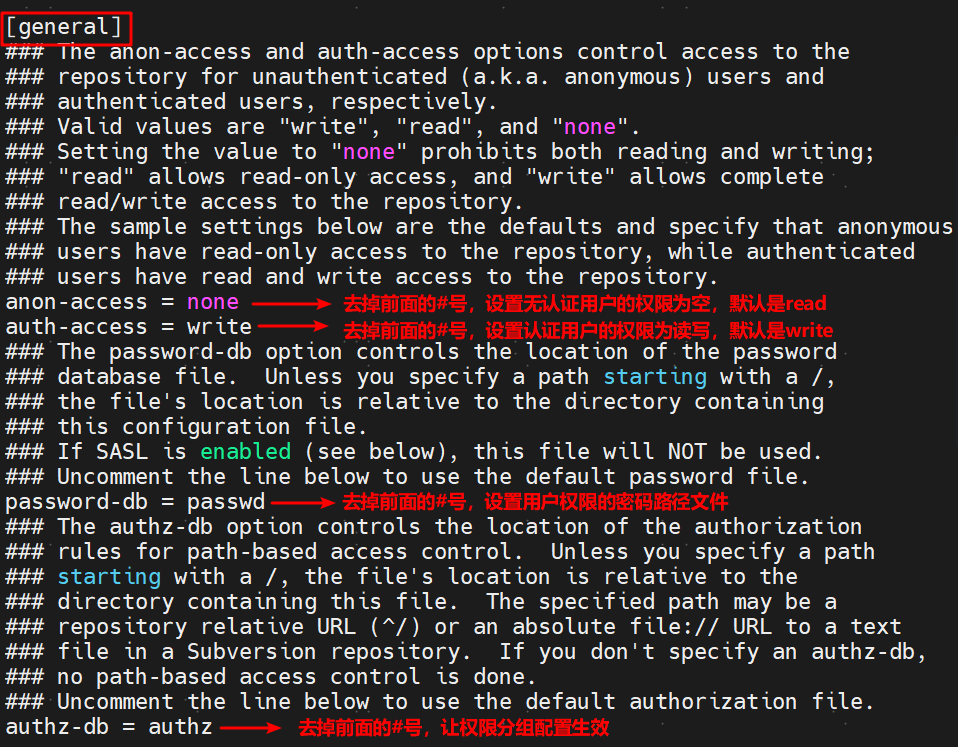 [general]
### The anon-access and auth-access options control access to the
### repository for unauthenticated (a.k.a. anonymous) users and
### authenticated users, respectively.
### Valid values are "write", "read", and "none".
### Setting the value to "none" prohibits both reading and writing;
### "read" allows read-only access, and "write" allows complete
### read/write access to the repository.
### The sample settings below are the defaults and specify that anonymous
### users have read-only access to the repository, while authenticated
### users have read and write access to the repository.
anon-access = none 去掉前面的#号，设置无认证用户的权限为空，默认是read
auth-access = write 去掉前面的#号，设置认证用户的权限为读写，默认是write
### The password-db option controls the location of the password
### database file.  Unless you specify a path starting with a /,
### the file's location is relative to the directory containing
### this configuration file.
### If SASL is enabled (see below), this file will NOT be used.
### Uncomment the line below to use the default password file.
password-db = passwd 去掉前面的#号，设置用户权限的密码路径文件
### The authz-db option controls the location of the authorization
### rules for path-based access control.  Unless you specify a path
### starting with a /, the file's location is relative to the
### directory containing this file.  The specified path may be a
### repository relative URL (^/) or an absolute file:// URL to a text
### file in a Subversion repository.  If you don't specify an authz-db,
### no path-based access control is done.
### Uncomment the line below to use the default authorization file.
authz-db = authz 去掉前面的#号，让权限分组配置生效